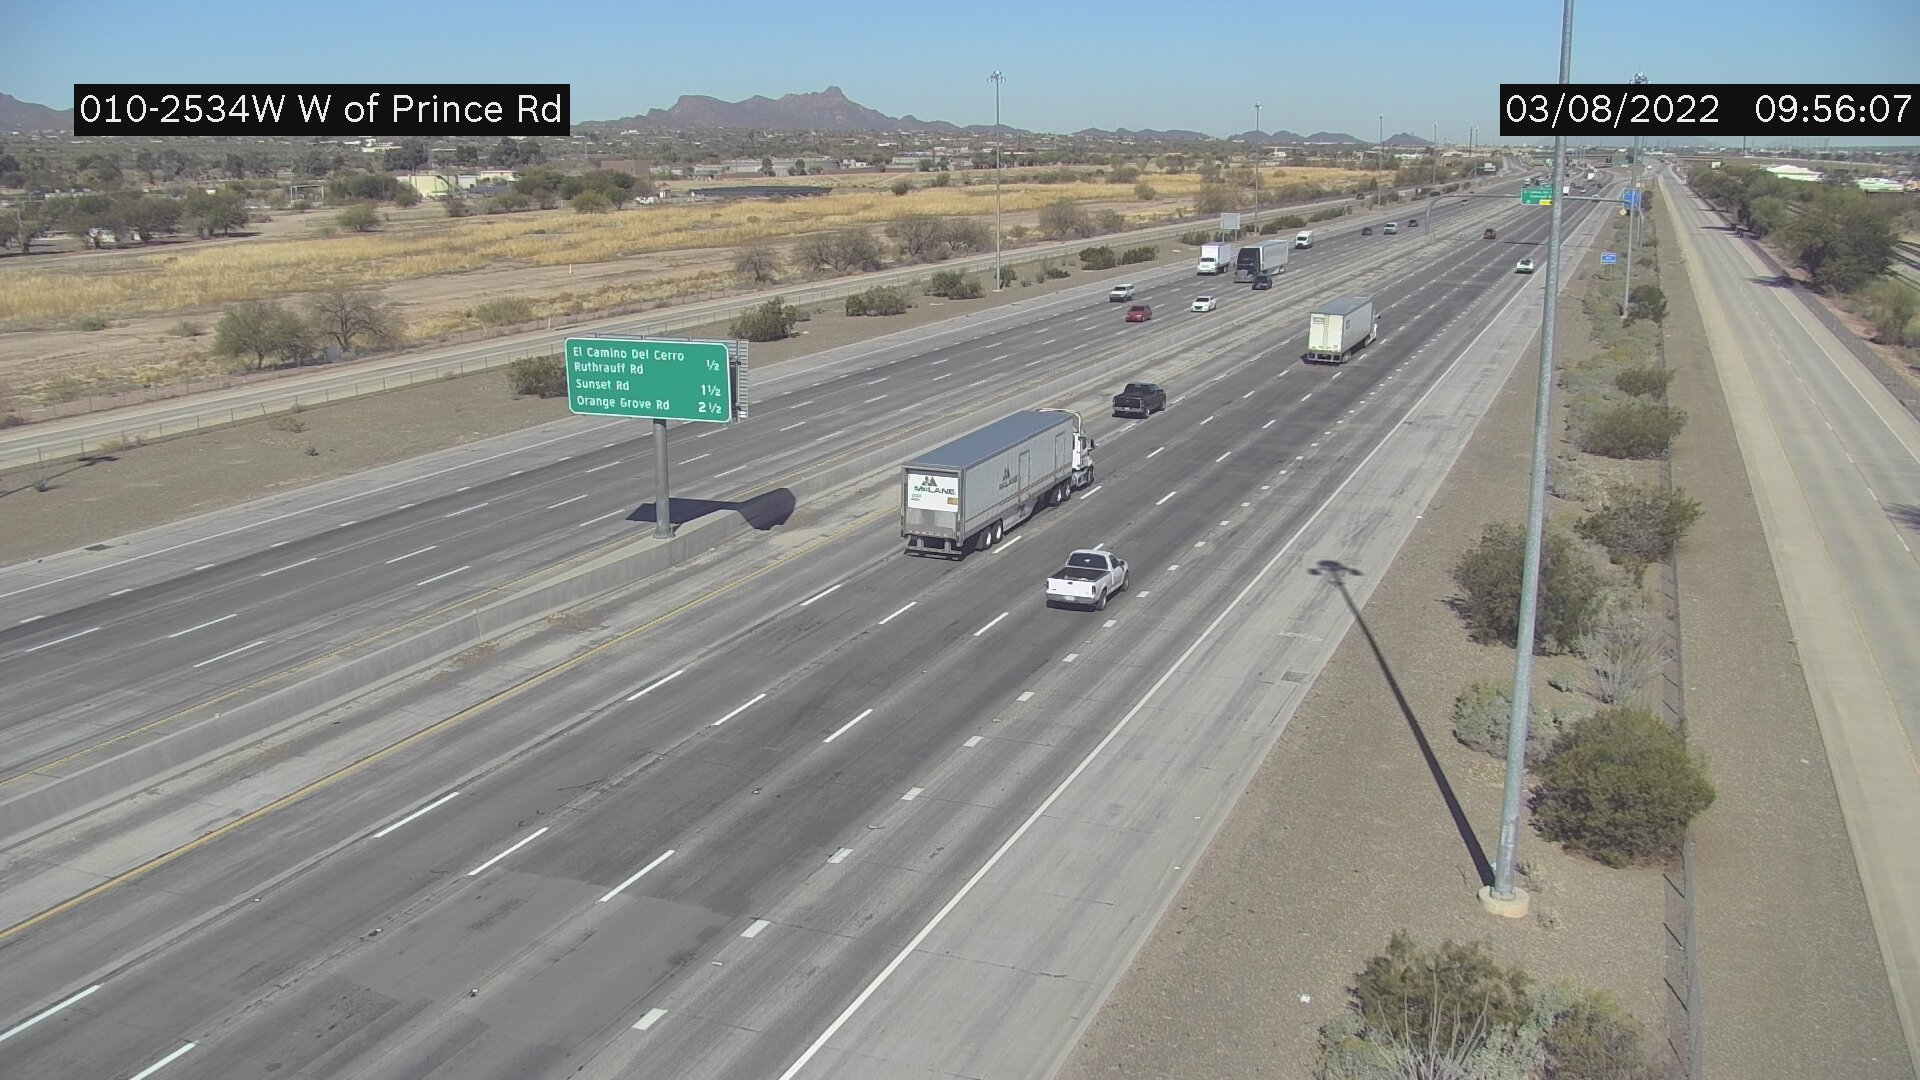 010-2534W W of Prince Rd
03/08/2022 09:56:07
El Camino Del Cerro
Ruthrauff Rd ½
Sunset Rd 1½
Orange Grove Rd 2½